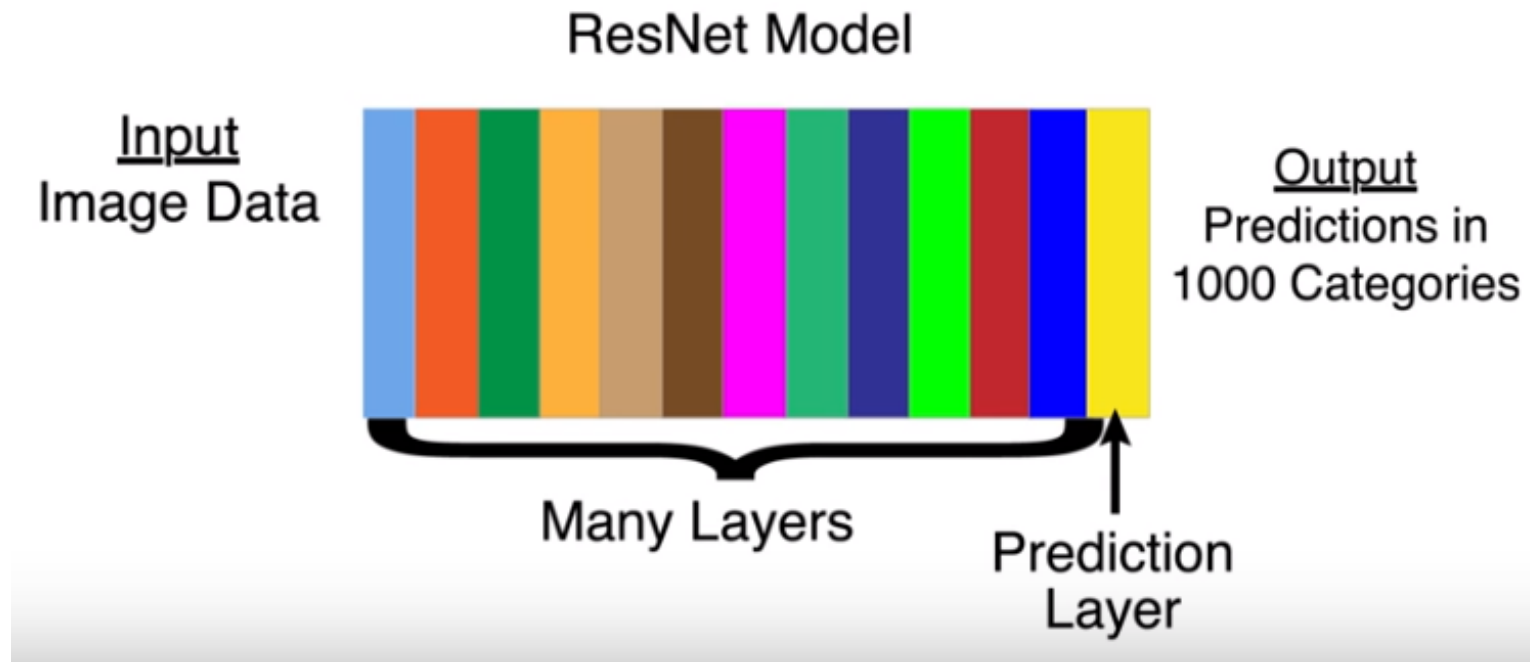 ResNet Model
Input
Image Data
Output
Predictions in
1000 Categories
Many Layers
Prediction
Layer